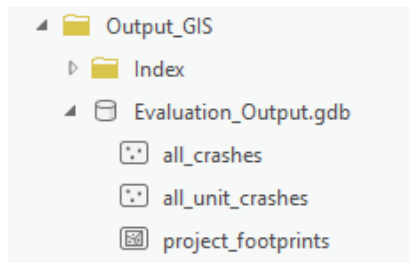 Output_GIS
Index
Evaluation_Output.gdb
all_crashes
all_unit_crashes
project_footprints